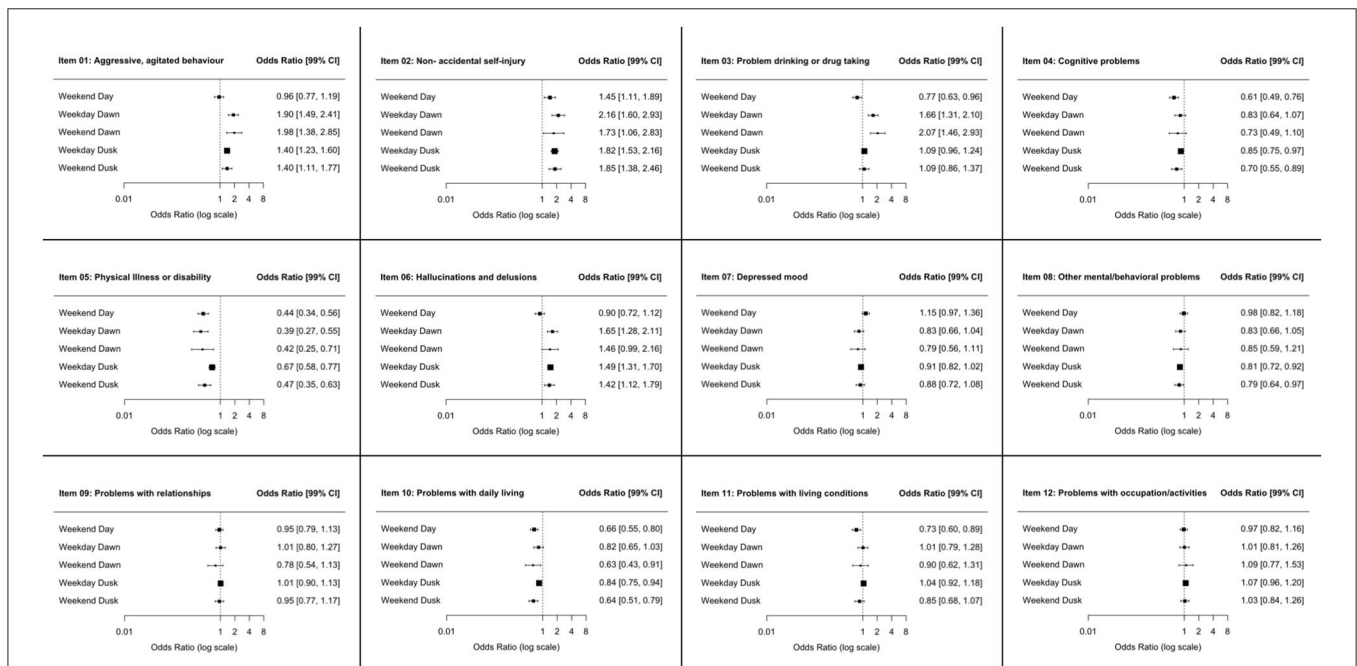 Item 01: Aggressive, agitated behaviour Odds Ratio [99% CI]
Weekend Day 0.96 [0.77, 1.19]
Weekday Dawn 1.90 [1.49, 2.41]
Weekend Dawn 1.98 [1.38, 2.85]
Weekday Dusk 1.40 [1.23, 1.60]
Weekend Dusk 1.40 [1.11, 1.77]
0.01 1 2 4 8
Odds Ratio (log scale)
Item 02: Non- accidental self-injury Odds Ratio [99% CI]
Weekend Day 1.45 [1.11, 1.89]
Weekday Dawn 2.16 [1.60, 2.93]
Weekend Dawn 1.73 [1.06, 2.83]
Weekday Dusk 1.82 [1.53, 2.16]
Weekend Dusk 1.85 [1.38, 2.46]
0.01 1 2 4 8
Odds Ratio (log scale)
Item 03: Problem drinking or drug taking Odds Ratio [99% CI]
Weekend Day 0.77 [0.63, 0.96]
Weekday Dawn 1.66 [1.31, 2.10]
Weekend Dawn 2.07 [1.46, 2.93]
Weekday Dusk 1.09 [0.96, 1.24]
Weekend Dusk 1.09 [0.86, 1.37]
0.01 1 2 4 8
Odds Ratio (log scale)
Item 04: Cognitive problems Odds Ratio [99% CI]
Weekend Day 0.61 [0.49, 0.76]
Weekday Dawn 0.83 [0.64, 1.07]
Weekend Dawn 0.73 [0.49, 1.10]
Weekday Dusk 0.85 [0.75, 0.97]
Weekend Dusk 0.70 [0.55, 0.89]
0.01 1 2 4 8
Odds Ratio (log scale)
Item 05: Physical Illness or disability Odds Ratio [99% CI]
Weekend Day 0.44 [0.34, 0.56]
Weekday Dawn 0.39 [0.27, 0.55]
Weekend Dawn 0.42 [0.25, 0.71]
Weekday Dusk 0.67 [0.58, 0.77]
Weekend Dusk 0.47 [0.35, 0.63]
0.01 1 2 4 8
Odds Ratio (log scale)
Item 06: Hallucinations and delusions Odds Ratio [99% CI]
Weekend Day 0.90 [0.72, 1.12]
Weekday Dawn 1.65 [1.28, 2.11]
Weekend Dawn 1.46 [0.99, 2.16]
Weekday Dusk 1.49 [1.31, 1.70]
Weekend Dusk 1.42 [1.12, 1.79]
0.01 1 2 4 8
Odds Ratio (log scale)
Item 07: Depressed mood Odds Ratio [99% CI]
Weekend Day 1.15 [0.97, 1.36]
Weekday Dawn 0.83 [0.66, 1.04]
Weekend Dawn 0.79 [0.56, 1.11]
Weekday Dusk 0.91 [0.82, 1.02]
Weekend Dusk 0.88 [0.72, 1.08]
0.01 1 2 4 8
Odds Ratio (log scale)
Item 08: Other mental/behavioral problems Odds Ratio [99% CI]
Weekend Day 0.98 [0.82, 1.18]
Weekday Dawn 0.83 [0.66, 1.05]
Weekend Dawn 0.85 [0.59, 1.21]
Weekday Dusk 0.81 [0.72, 0.92]
Weekend Dusk 0.79 [0.64, 0.97]
0.01 1 2 4 8
Odds Ratio (log scale)
Item 09: Problems with relationships Odds Ratio [99% CI]
Weekend Day 0.95 [0.79, 1.13]
Weekday Dawn 1.01 [0.80, 1.27]
Weekend Dawn 0.78 [0.54, 1.13]
Weekday Dusk 1.01 [0.90, 1.13]
Weekend Dusk 0.95 [0.77, 1.17]
0.01 1 2 4 8
Odds Ratio (log scale)
Item 10: Problems with daily living Odds Ratio [99% CI]
Weekend Day 0.66 [0.55, 0.80]
Weekday Dawn 0.82 [0.65, 1.03]
Weekend Dawn 0.63 [0.43, 0.91]
Weekday Dusk 0.84 [0.75, 0.94]
Weekend Dusk 0.64 [0.51, 0.79]
0.01 1 2 4 8
Odds Ratio (log scale)
Item 11: Problems with living conditions Odds Ratio [99% CI]
Weekend Day 0.73 [0.60, 0.89]
Weekday Dawn 1.01 [0.79, 1.28]
Weekend Dawn 0.90 [0.62, 1.31]
Weekday Dusk 1.04 [0.92, 1.18]
Weekend Dusk 0.85 [0.68, 1.07]
0.01 1 2 4 8
Odds Ratio (log scale)
Item 12: Problems with occupation/activities Odds Ratio [99% CI]
Weekend Day 0.97 [0.82, 1.16]
Weekday Dawn 1.01 [0.81, 1.26]
Weekend Dawn 1.09 [0.77, 1.53]
Weekday Dusk 1.07 [0.96, 1.20]
Weekend Dusk 1.03 [0.84, 1.26]
0.01 1 2 4 8
Odds Ratio (log scale)